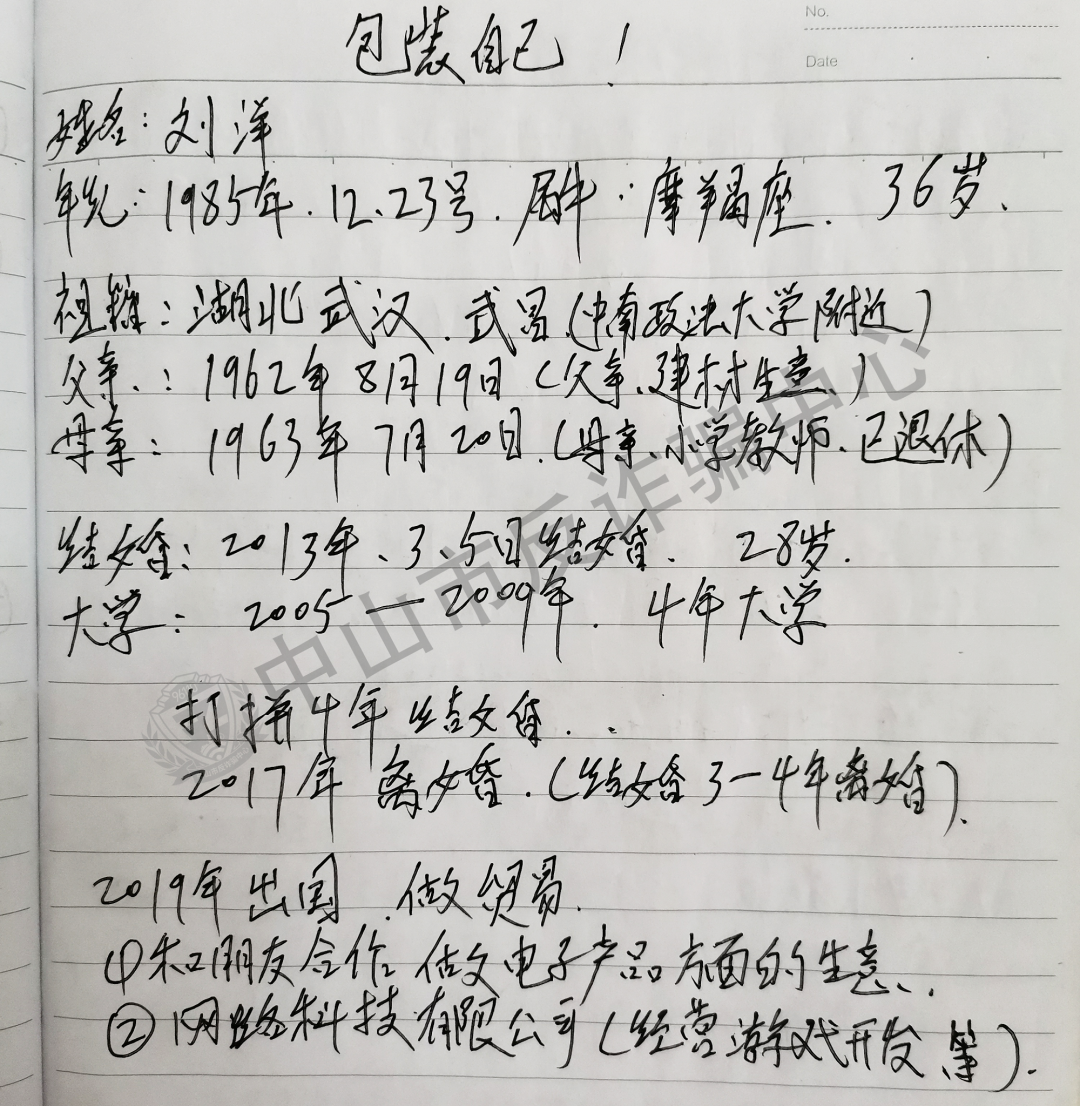 No.
Date
包装自己！
姓名：刘洋
年纪：1985年.12.23号.属牛.摩羯座. 36岁.
祖籍：湖北武汉.武昌(中南政法大学附近)
父亲.：1962年8月19日(父亲.建材生意.)
母亲：1963年7月20日.(母亲.小学教师.已退休)
结婚：2013年.3.5日结婚. 28岁.
大学：2005—2009年. 4年大学
打拼4年结婚..
2017年离婚.(结婚3-4年离婚).
2019年出国.做贸易.
①和朋友合作做电子产品方面的生意.
②网络科技有限公司(经营游戏开发等).
中山市反诈骗中心